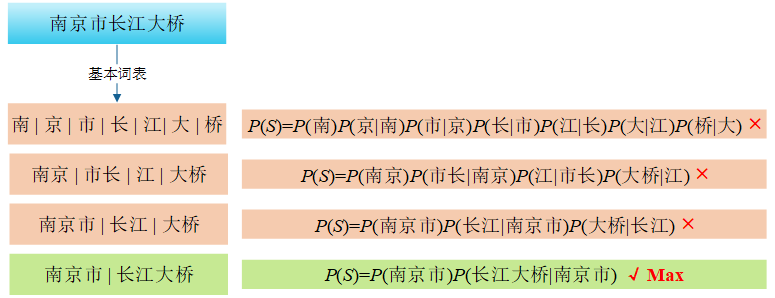 南京市长江大桥
基本词表
南 | 京 | 市 | 长 | 江| 大 | 桥
P(S)=P(南)P(京|南)P(市|京)P(长|市)P(江|长)P(大|江)P(桥|大) ×
南京 | 市长 | 江 | 大桥
P(S)=P(南京)P(市长|南京)P(江|市长)P(大桥|江) ×
南京市 | 长江 | 大桥
P(S)=P(南京市)P(长江|南京市)P(大桥|长江) ×
南京市 | 长江大桥
P(S)=P(南京市)P(长江大桥|南京市) √ Max